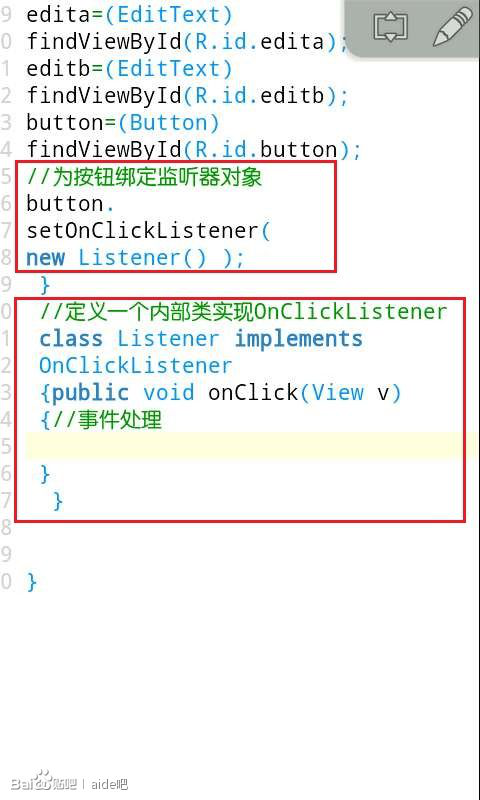 9 edita=(EditText)
0 findViewById(R.id.edita);
1 editb=(EditText)
2 findViewById(R.id.editb);
3 button=(Button)
4 findViewById(R.id.button);
5 //为按钮绑定监听器对象
6 button.
7 setOnClickListener(
8 new Listener() );
9 }
0 //定义一个内部类实现OnClickListener
1 class Listener implements
2 OnClickListener
3 {public void onClick(View v)
4 {//事件处理
5
6 }
7 }
8
9
0 }
Bai贴吧 | aide吧